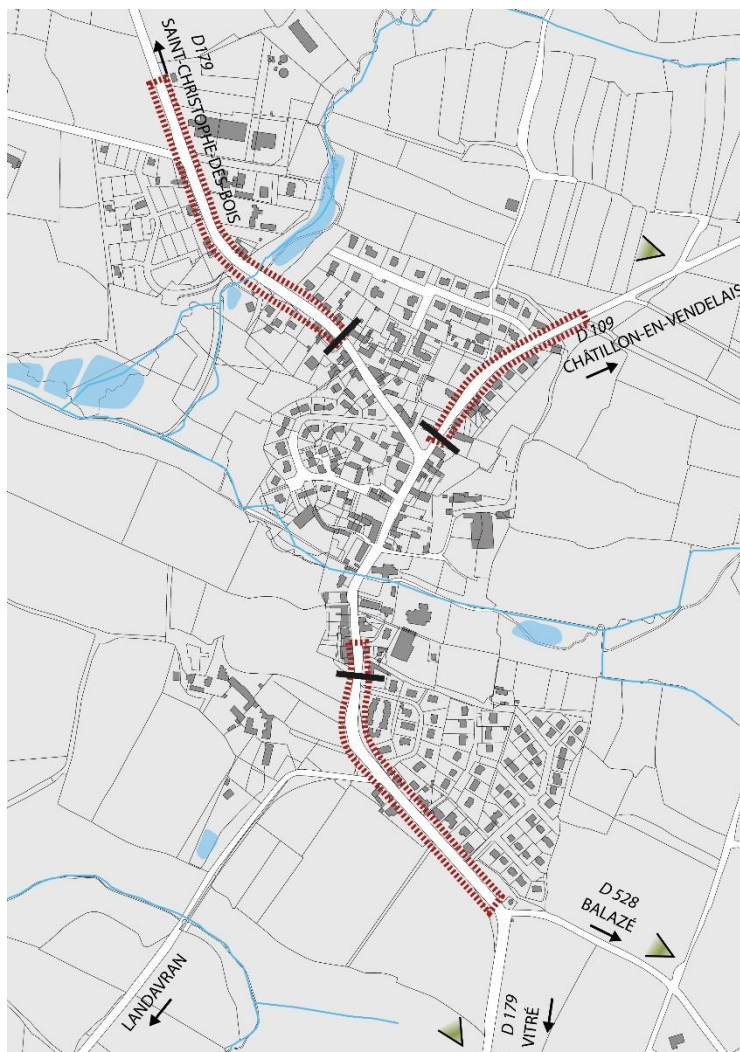 D179
SAINT-CHRISTOPHE-DES-BOIS
D 109
CHÂTILLON-EN-VENDELAIS
D 528
BALAZÉ
LANDAVRAN
D 179
VITRÉ